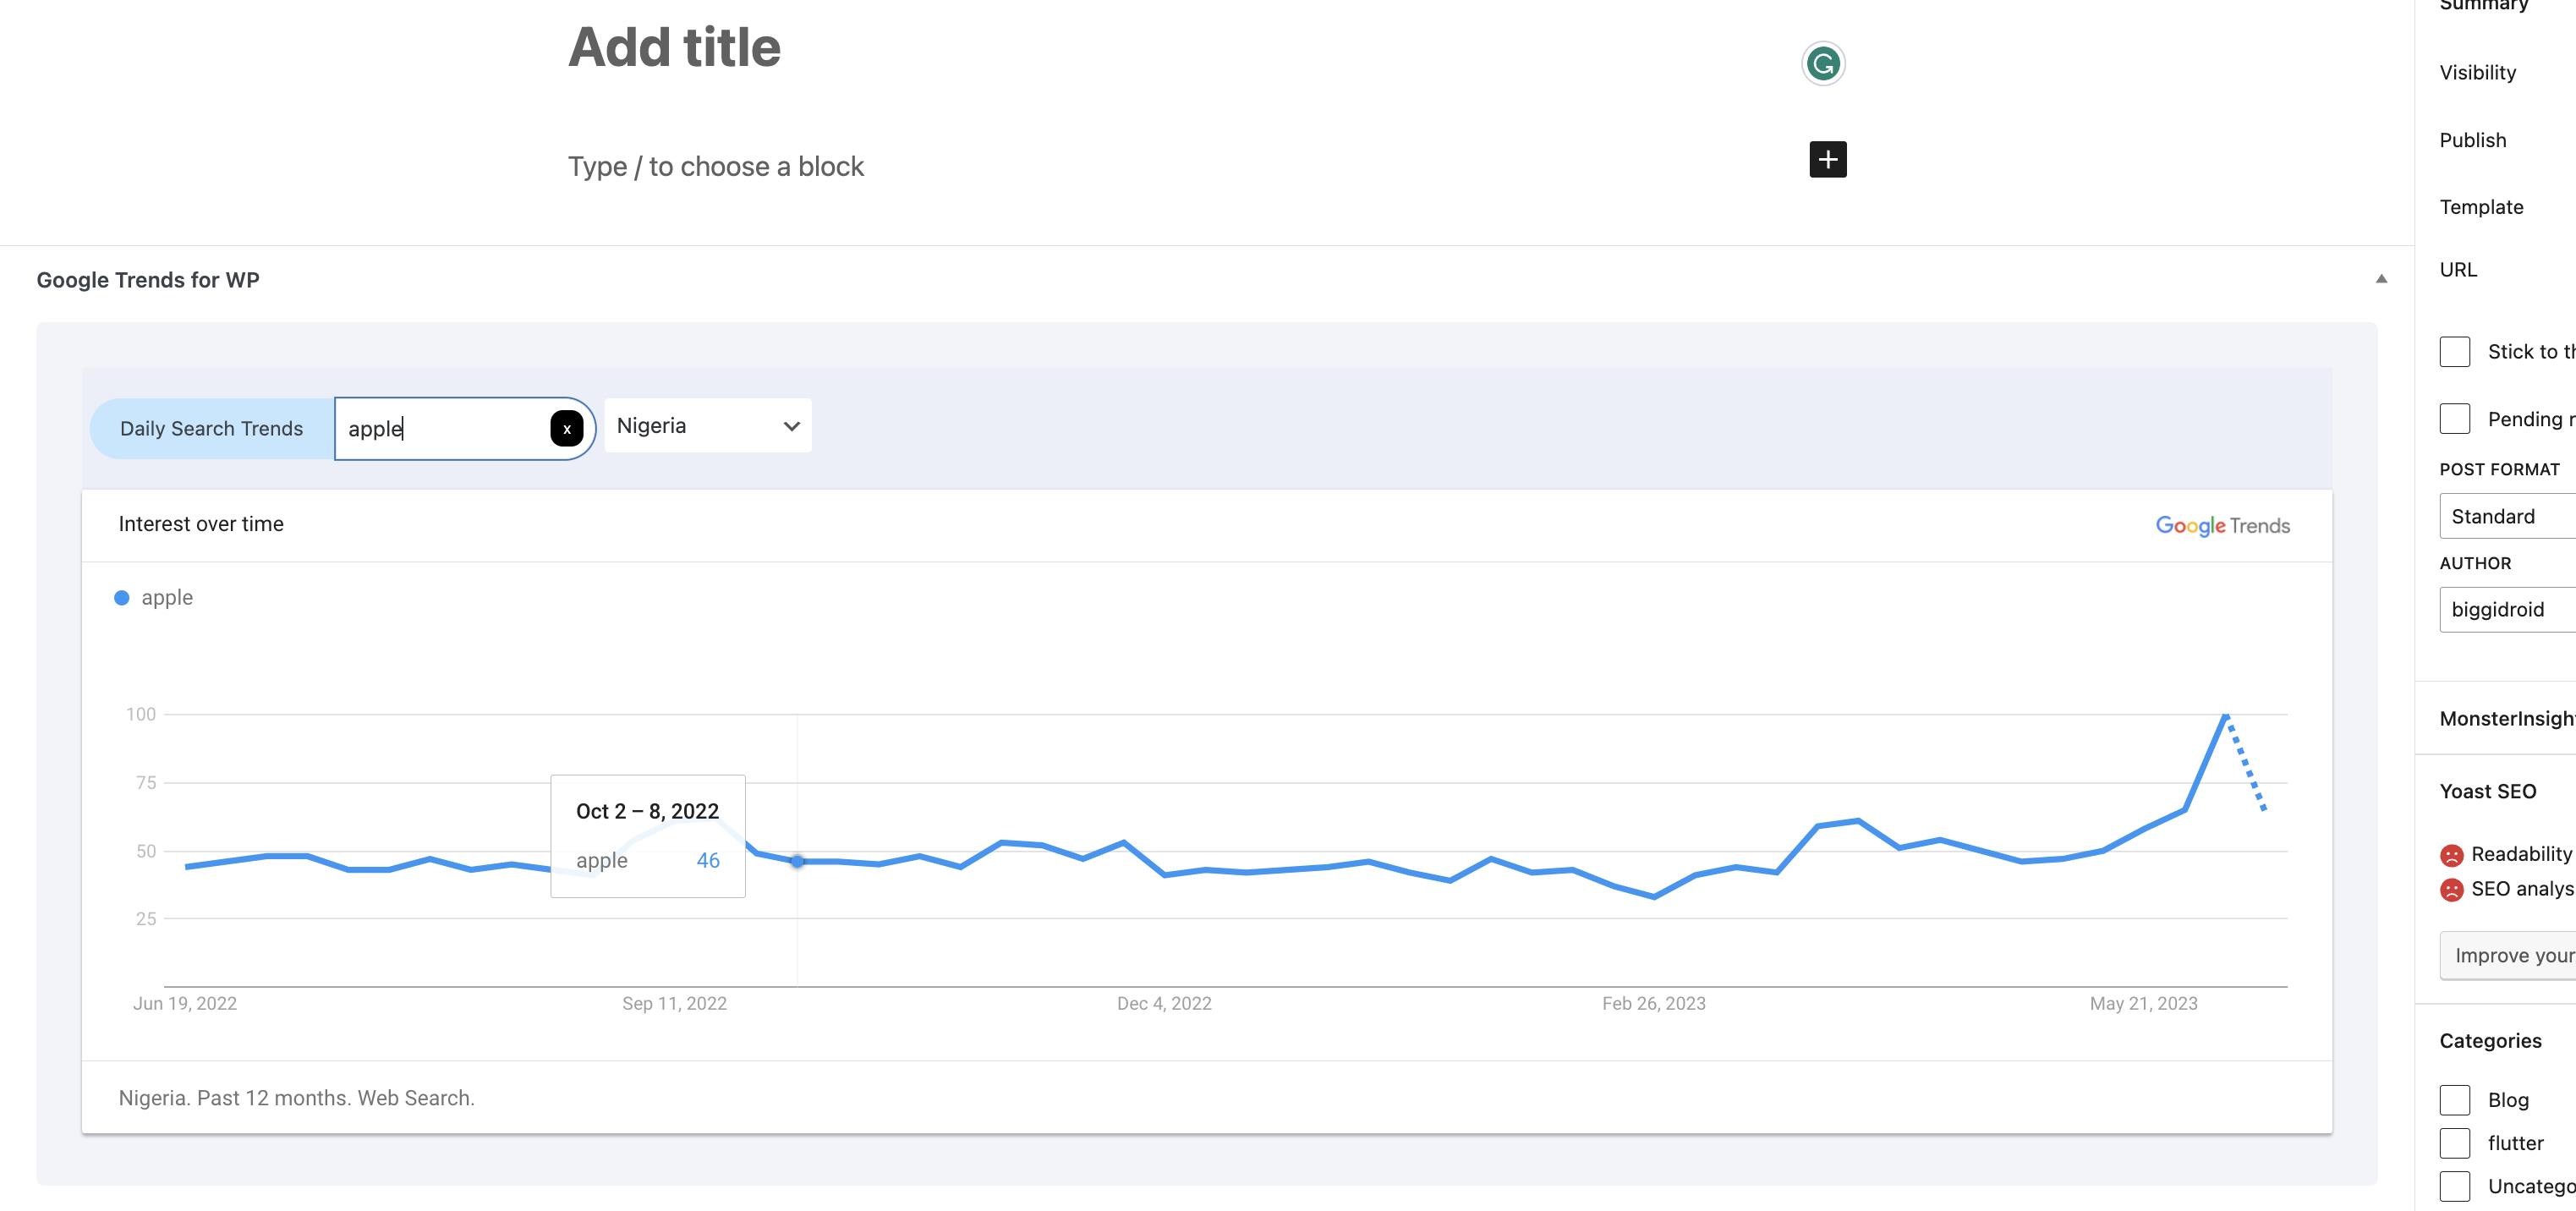 Add title
Type / to choose a block
Google Trends for WP
Daily Search Trends
apple
x
Nigeria
Interest over time
Google Trends
apple
100
75
50
25
Oct 2 – 8, 2022
apple 46
Jun 19, 2022
Sep 11, 2022
Dec 4, 2022
Feb 26, 2023
May 21, 2023
Nigeria. Past 12 months. Web Search.
Summary
Visibility
Publish
Template
URL
Stick to th
Pending r
POST FORMAT
Standard
AUTHOR
biggidroid
MonsterInsigh
Yoast SEO
Readability
SEO analys
Improve your
Categories
Blog
flutter
Uncatego